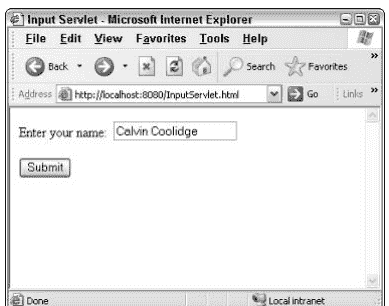 Input Servlet - Microsoft Internet Explorer
File Edit View Favorites Tools Help
Back Search Favorites »
Address http://localhost:8080/InputServlet.html Go Links »
Enter your name: Calvin Coolidge
Submit
Done Local intranet